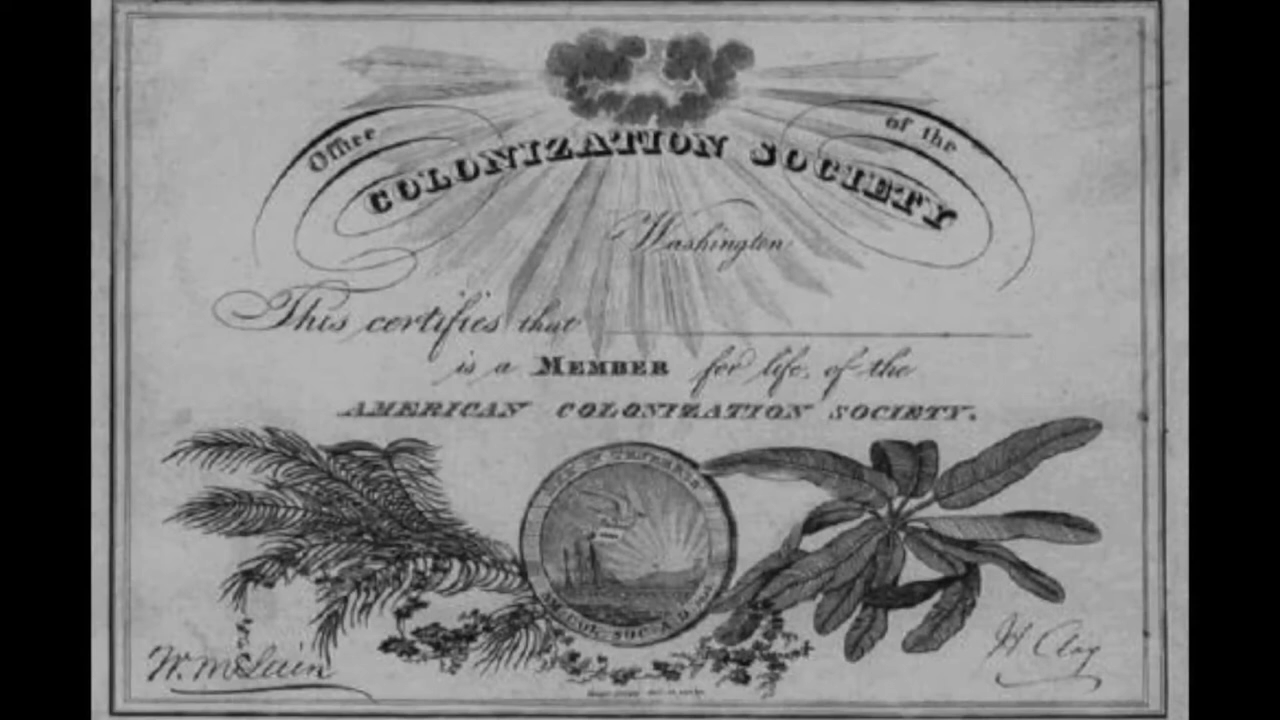 Office of the
COLONIZATION SOCIETY
Washington
This certifies that
is a MEMBER for life, of the
AMERICAN COLONIZATION SOCIETY.
W. McLain
H Clay